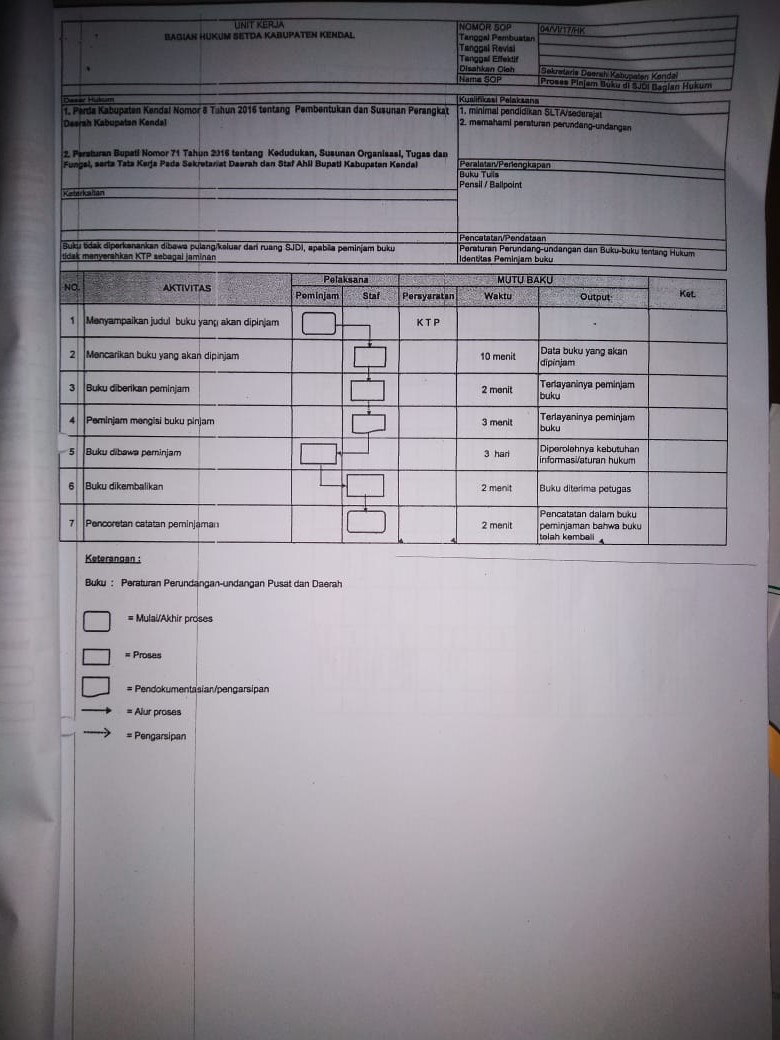 UNIT KERJA
BAGIAN HUKUM SETDA KABUPATEN KENDAL
NOMOR SOP 04/VI/17/HK
Tanggal Pembuatan
Tanggal Revisi
Tanggal Efektif
Disahkan Oleh Sekretaris Daerah Kabupaten Kendal
Nama SOP Proses Pinjam Buku di SJDI Bagian Hukum
Dasar Hukum
1. Perda Kabupaten Kendal Nomor 8 Tahun 2016 tentang Pembentukan dan Susunan Perangkat
Daerah Kabupaten Kendal
2. Peraturan Bupati Nomor 71 Tahun 2016 tentang Kedudukan, Susunan Organisasi, Tugas dan
Fungsi, serta Tata Kerja Pada Sekretariat Daerah dan Staf Ahli Bupati Kabupaten Kendal
Kualifikasi Pelaksana
1. minimal pendidikan SLTA/sederajat
2. memahami peraturan perundang-undangan
Keterkaitan
Peralatan/Perlengkapan
Buku Tulis
Pensil / Ballpoint
Buku tidak diperkenankan dibawa pulang/keluar dari ruang SJDI, apabila peminjam buku
tidak menyerahkan KTP sebagai jaminan
Pencatatan/Pendataan
Peraturan Perundang-undangan dan Buku-buku tentang Hukum
Identitas Peminjam buku
NO. AKTIVITAS Pelaksana MUTU BAKU Ket.
Peminjam Staf Persyaratan Waktu Output
1 Menyampaikan judul buku yang akan dipinjam KTP
2 Mencarikan buku yang akan dipinjam 10 menit Data buku yang akan
dipinjam
3 Buku diberikan peminjam 2 menit Terlayaninya peminjam
buku
4 Peminjam mengisi buku pinjam 3 menit Terlayaninya peminjam
buku
5 Buku dibawa peminjam 3 hari Diperolehnya kebutuhan
informasi/aturan hukum
6 Buku dikembalikan 2 menit Buku diterima petugas
7 Pencoretan catatan peminjaman 2 menit Pencatatan dalam buku
peminjaman bahwa buku
telah kembali
Keterangan :
Buku : Peraturan Perundangan-undangan Pusat dan Daerah
= Mulai/Akhir proses
= Proses
= Pendokumentasian/pengarsipan
= Alur proses
= Pengarsipan